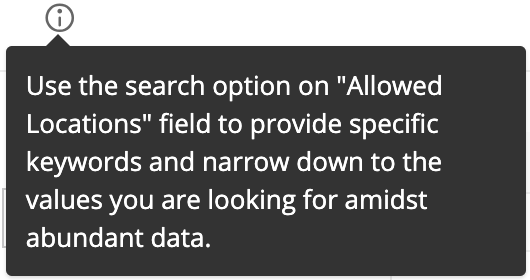 Use the search option on "Allowed
Locations" field to provide specific
keywords and narrow down to the
values you are looking for amidst
abundant data.